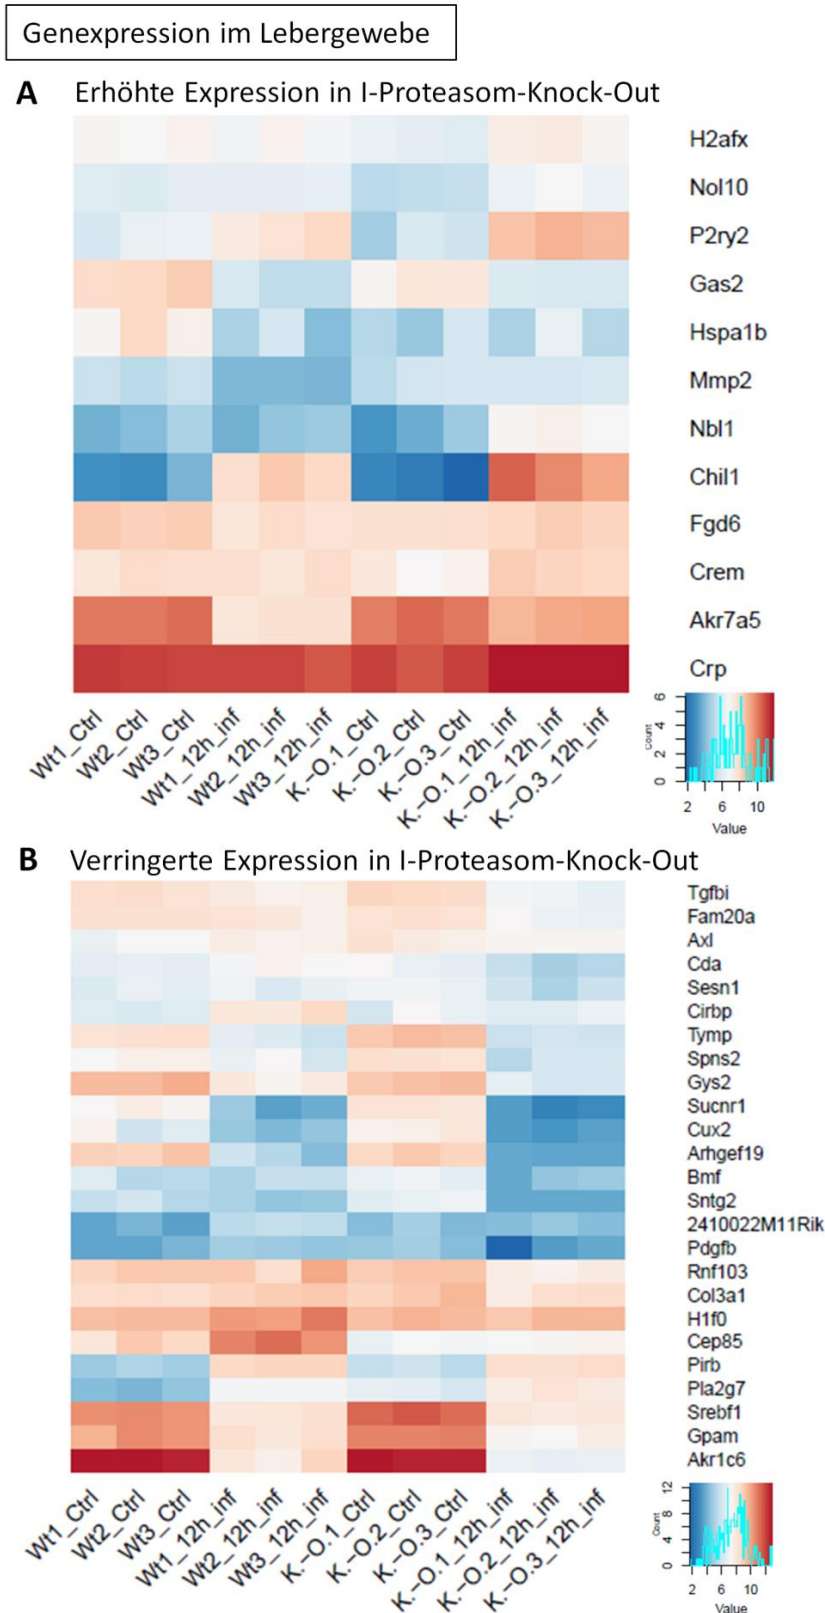 Genexpression im Lebergewebe
A Erhöhte Expression in I-Proteasom-Knock-Out
H2afx
Nol10
P2ry2
Gas2
Hspa1b
Mmp2
Nbl1
Chil1
Fgd6
Crem
Akr7a5
Crp
Wt1_Ctrl
Wt2_Ctrl
Wt3_Ctrl
Wt1_12h_inf
Wt2_12h_inf
Wt3_12h_inf
K.-O.1_Ctrl
K.-O.2_Ctrl
K.-O.3_Ctrl
K.-O.1_12h_inf
K.-O.2_12h_inf
K.-O.3_12h_inf
Count
0 2 4 6
2 6 10
Value
B Verringerte Expression in I-Proteasom-Knock-Out
Tgfbi
Fam20a
Axl
Cda
Sesn1
Cirbp
Tymp
Spns2
Gys2
Sucnr1
Cux2
Arhgef19
Bmf
Sntg2
2410022M11Rik
Pdgfb
Rnf103
Col3a1
H1f0
Cep85
Pirb
Pla2g7
Srebf1
Gpam
Akr1c6
Wt1_Ctrl
Wt2_Ctrl
Wt3_Ctrl
Wt1_12h_inf
Wt2_12h_inf
Wt3_12h_inf
K.-O.1_Ctrl
K.-O.2_Ctrl
K.-O.3_Ctrl
K.-O.1_12h_inf
K.-O.2_12h_inf
K.-O.3_12h_inf
Count
0 4 8 12
2 6 10
Value